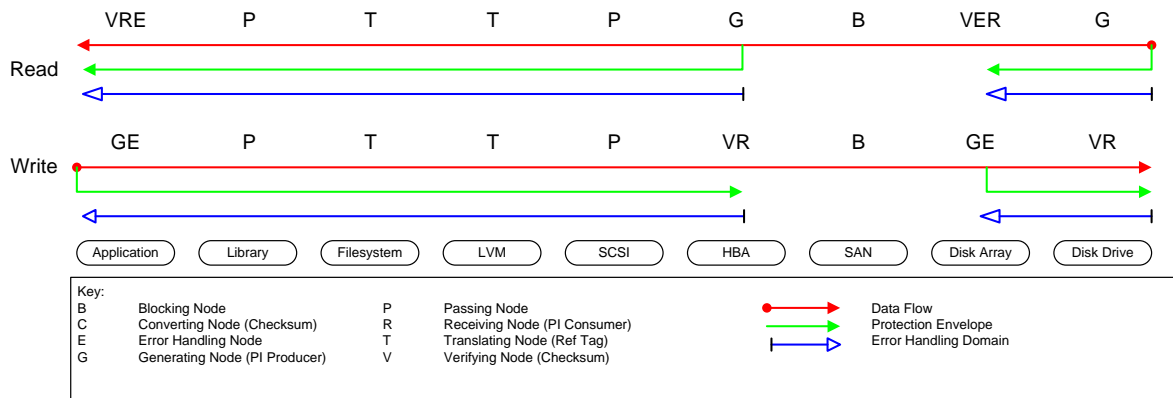 VRE P T T P G B VER G
Read
GE P T T P VR B GE VR
Write
Application Library Filesystem LVM SCSI HBA SAN Disk Array Disk Drive
Key:
B Blocking Node P Passing Node Data Flow
C Converting Node (Checksum) R Receiving Node (PI Consumer) Protection Envelope
E Error Handling Node T Translating Node (Ref Tag) Error Handling Domain
G Generating Node (PI Producer) V Verifying Node (Checksum)